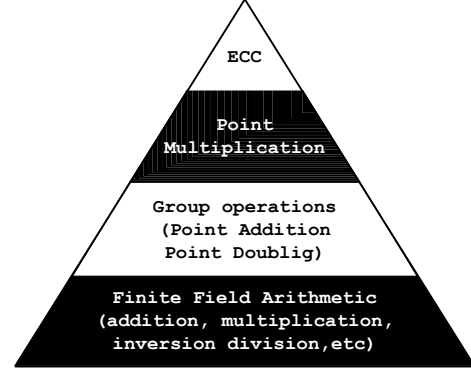 ECC
Point
Multiplication
Group operations
(Point Addition
Point Doublig)
Finite Field Arithmetic
(addition, multiplication,
inversion division,etc)